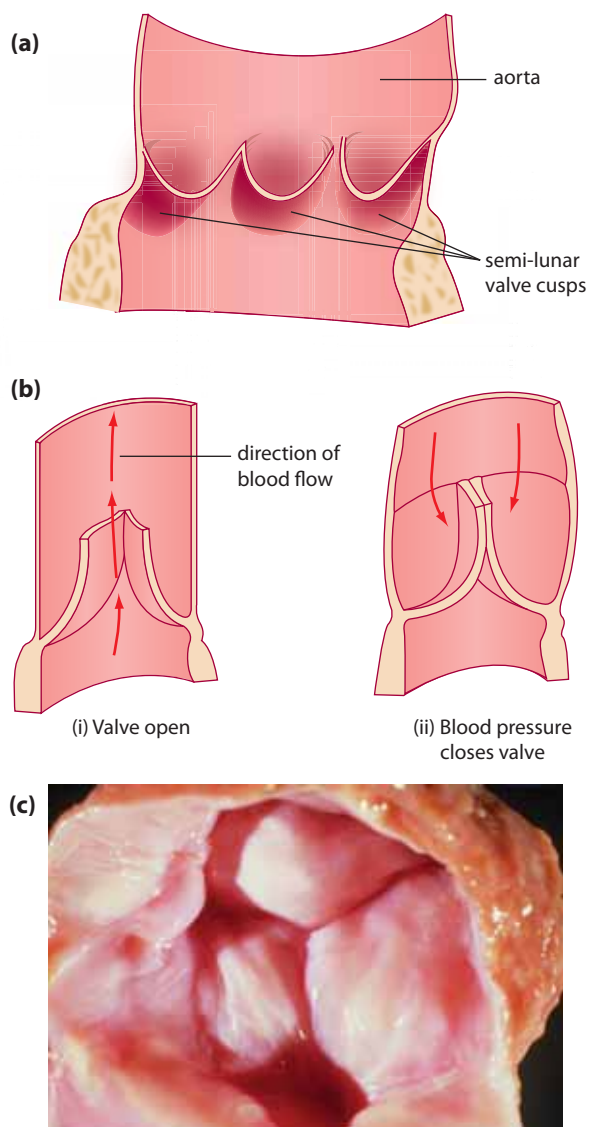 (a)
aorta
semi-lunar
valve cusps
(b)
direction of
blood flow
(i) Valve open
(ii) Blood pressure
closes valve
(c)